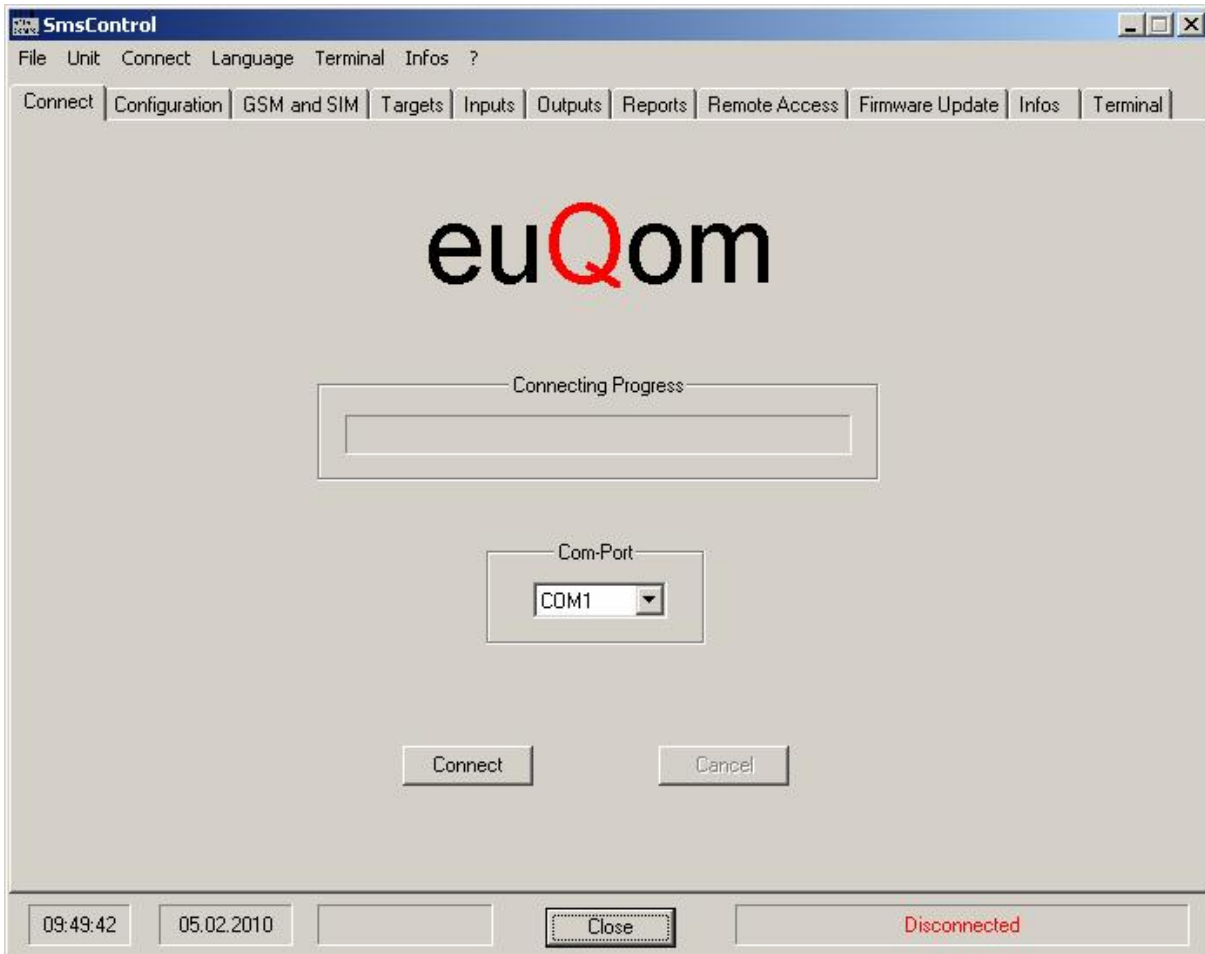 SmsControl
File Unit Connect Language Terminal Infos ?
Connect Configuration GSM and SIM Targets Inputs Outputs Reports Remote Access Firmware Update Infos Terminal
euQom
Connecting Progress
Com-Port
COM1
Connect Cancel
09:49:42 05.02.2010 Close Disconnected